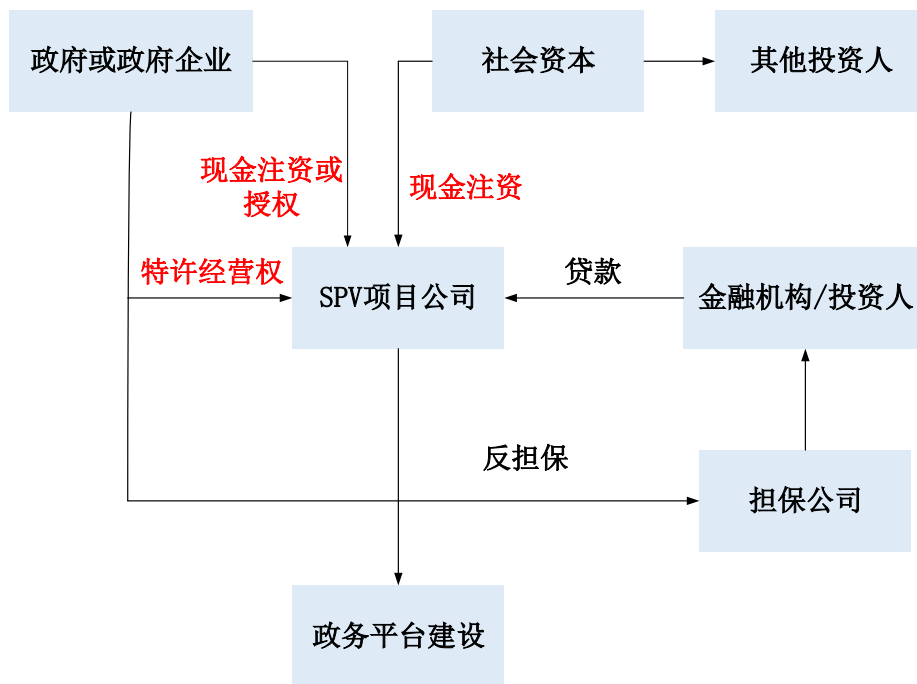 政府或政府企业
社会资本
其他投资人
现金注资或
授权
现金注资
特许经营权
SPV项目公司
贷款
金融机构/投资人
反担保
担保公司
政务平台建设